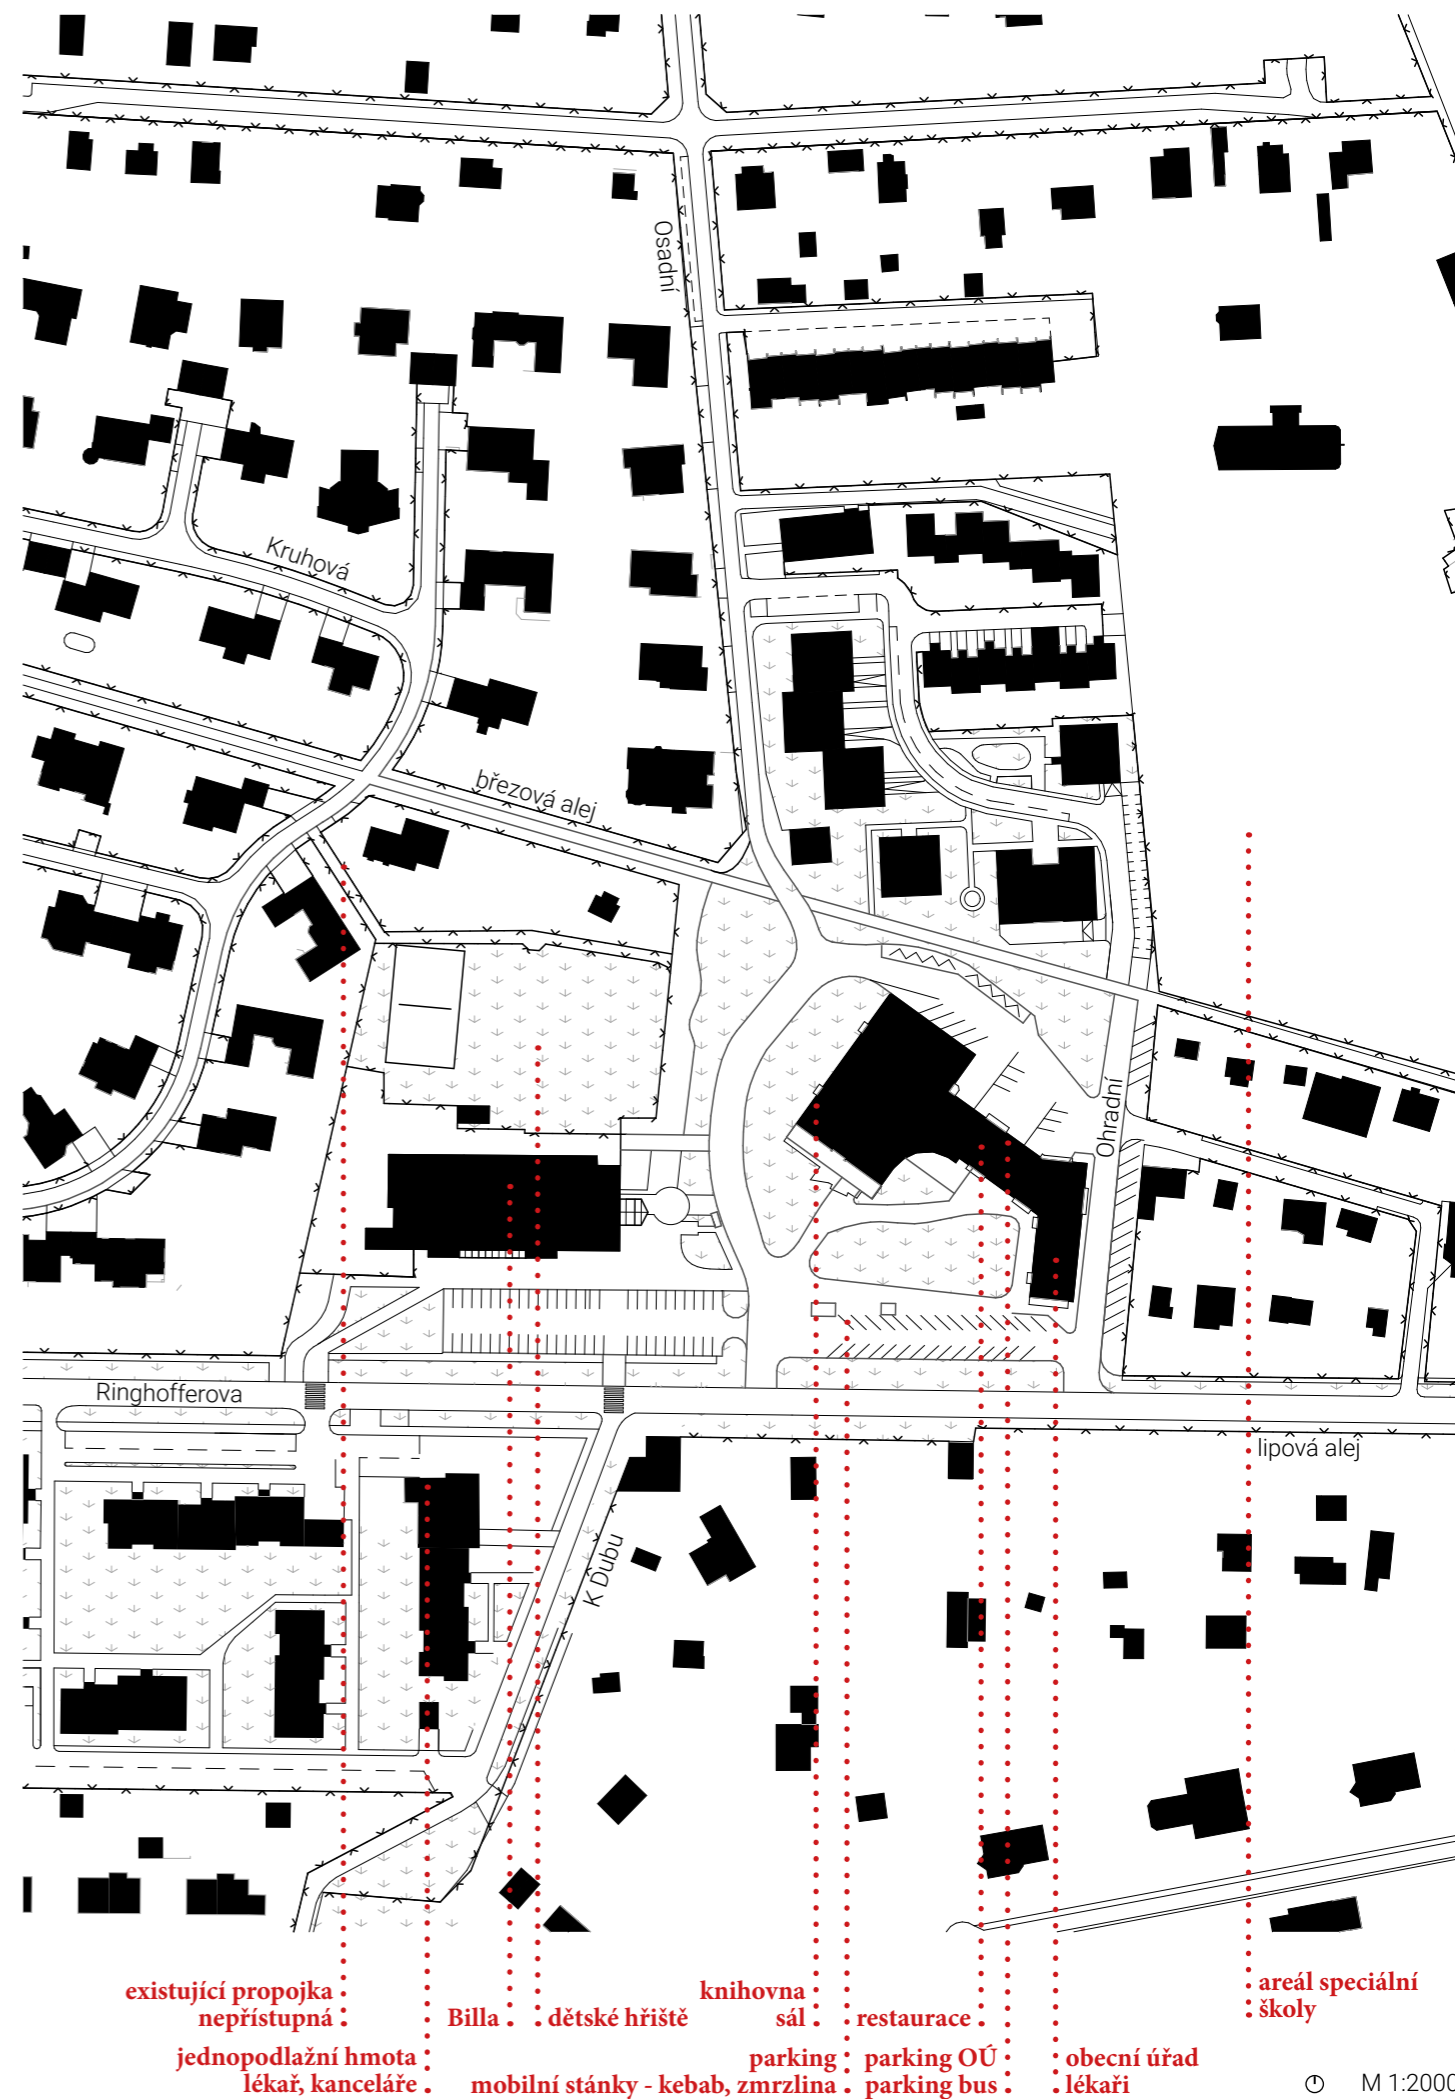 Osadní
Kruhová
březová alej
Ohradní
Ringhofferova
lipová alej
K Dubu
existující propojka
nepřístupná
Billa
dětské hřiště
knihovna
sál
restaurace
areál speciální
školy
jednopodlažní hmota
lékař, kanceláře
parking
mobilní stánky - kebab, zmrzlina
parking OÚ
parking bus
obecní úřad
lékaři
M 1:2000